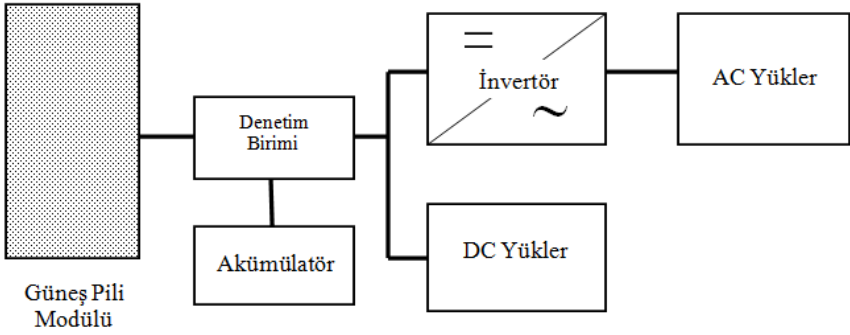 Güneş Pili
Modülü
Denetim
Birimi
Akümülatör
=
İnvertör
~
AC Yükler
DC Yükler